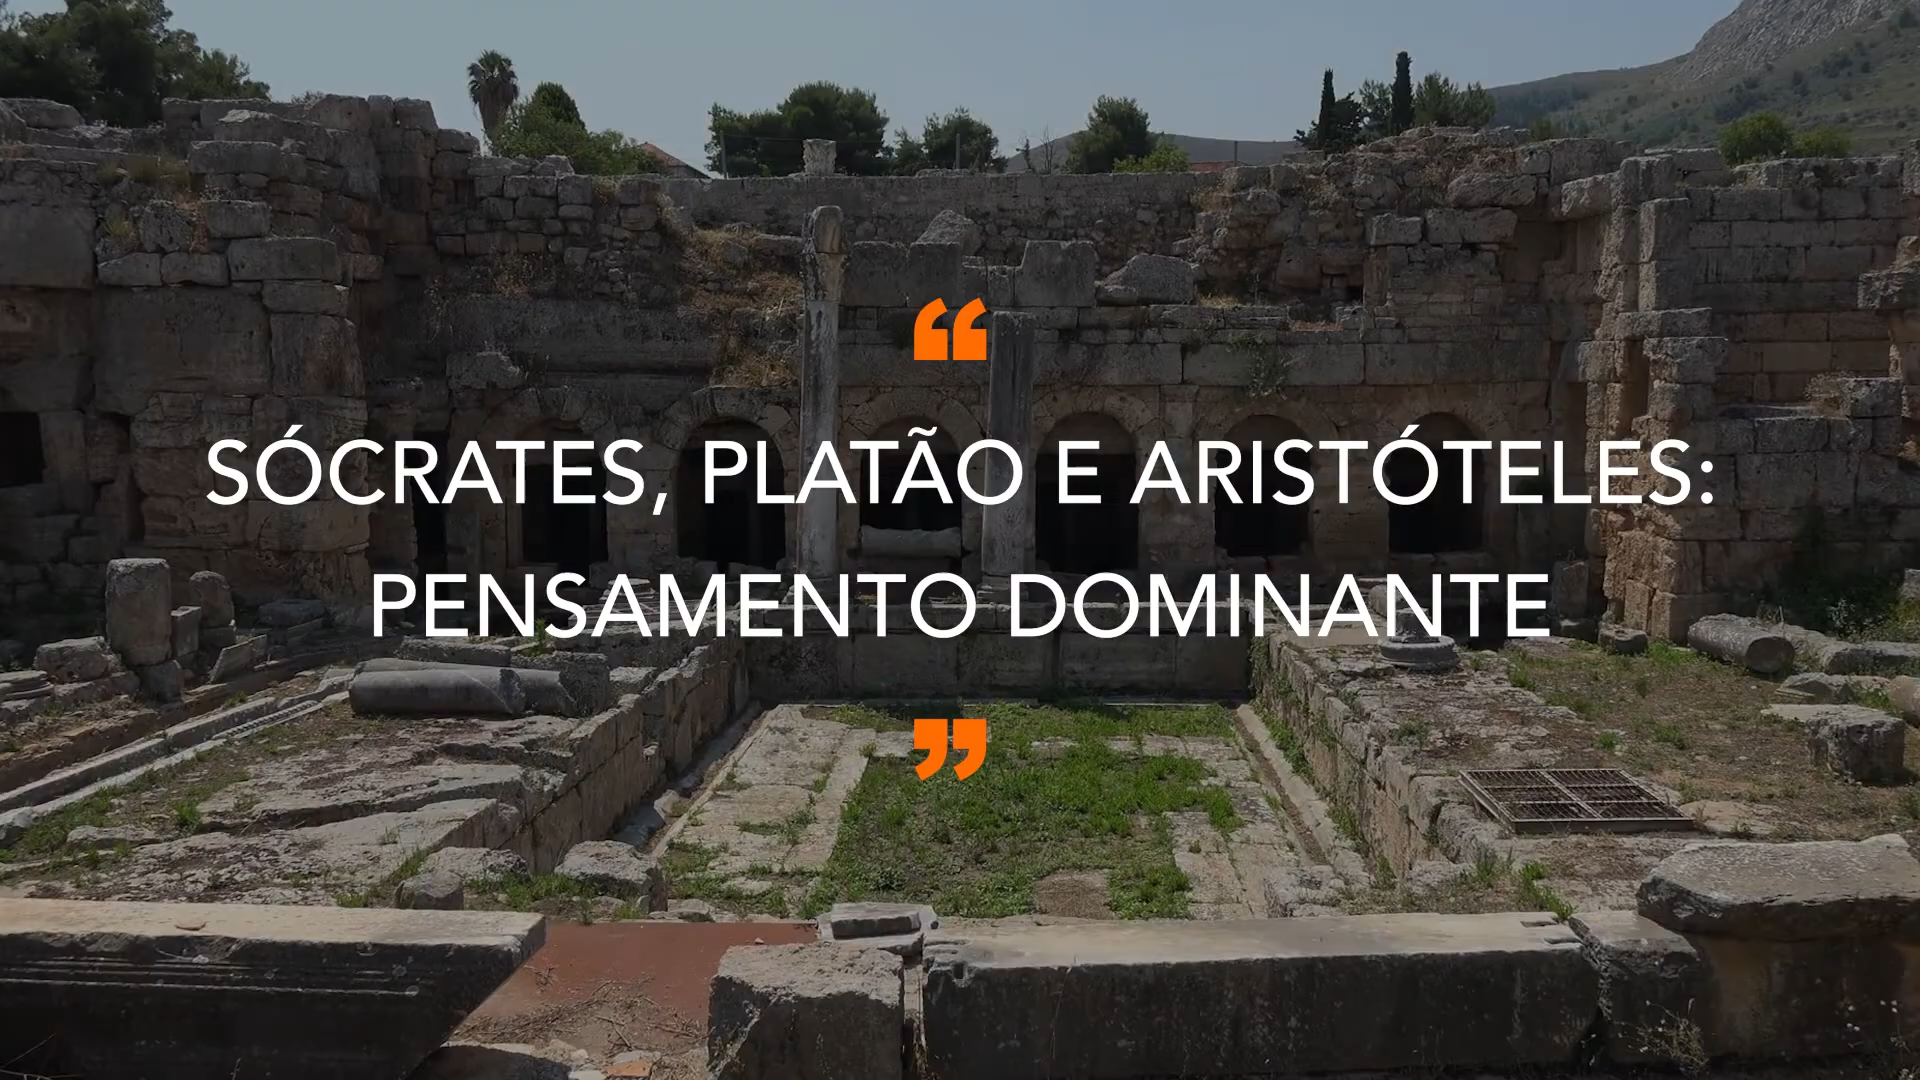 “
SÓCRATES, PLATÃO E ARISTÓTELES:
PENSAMENTO DOMINANTE
”